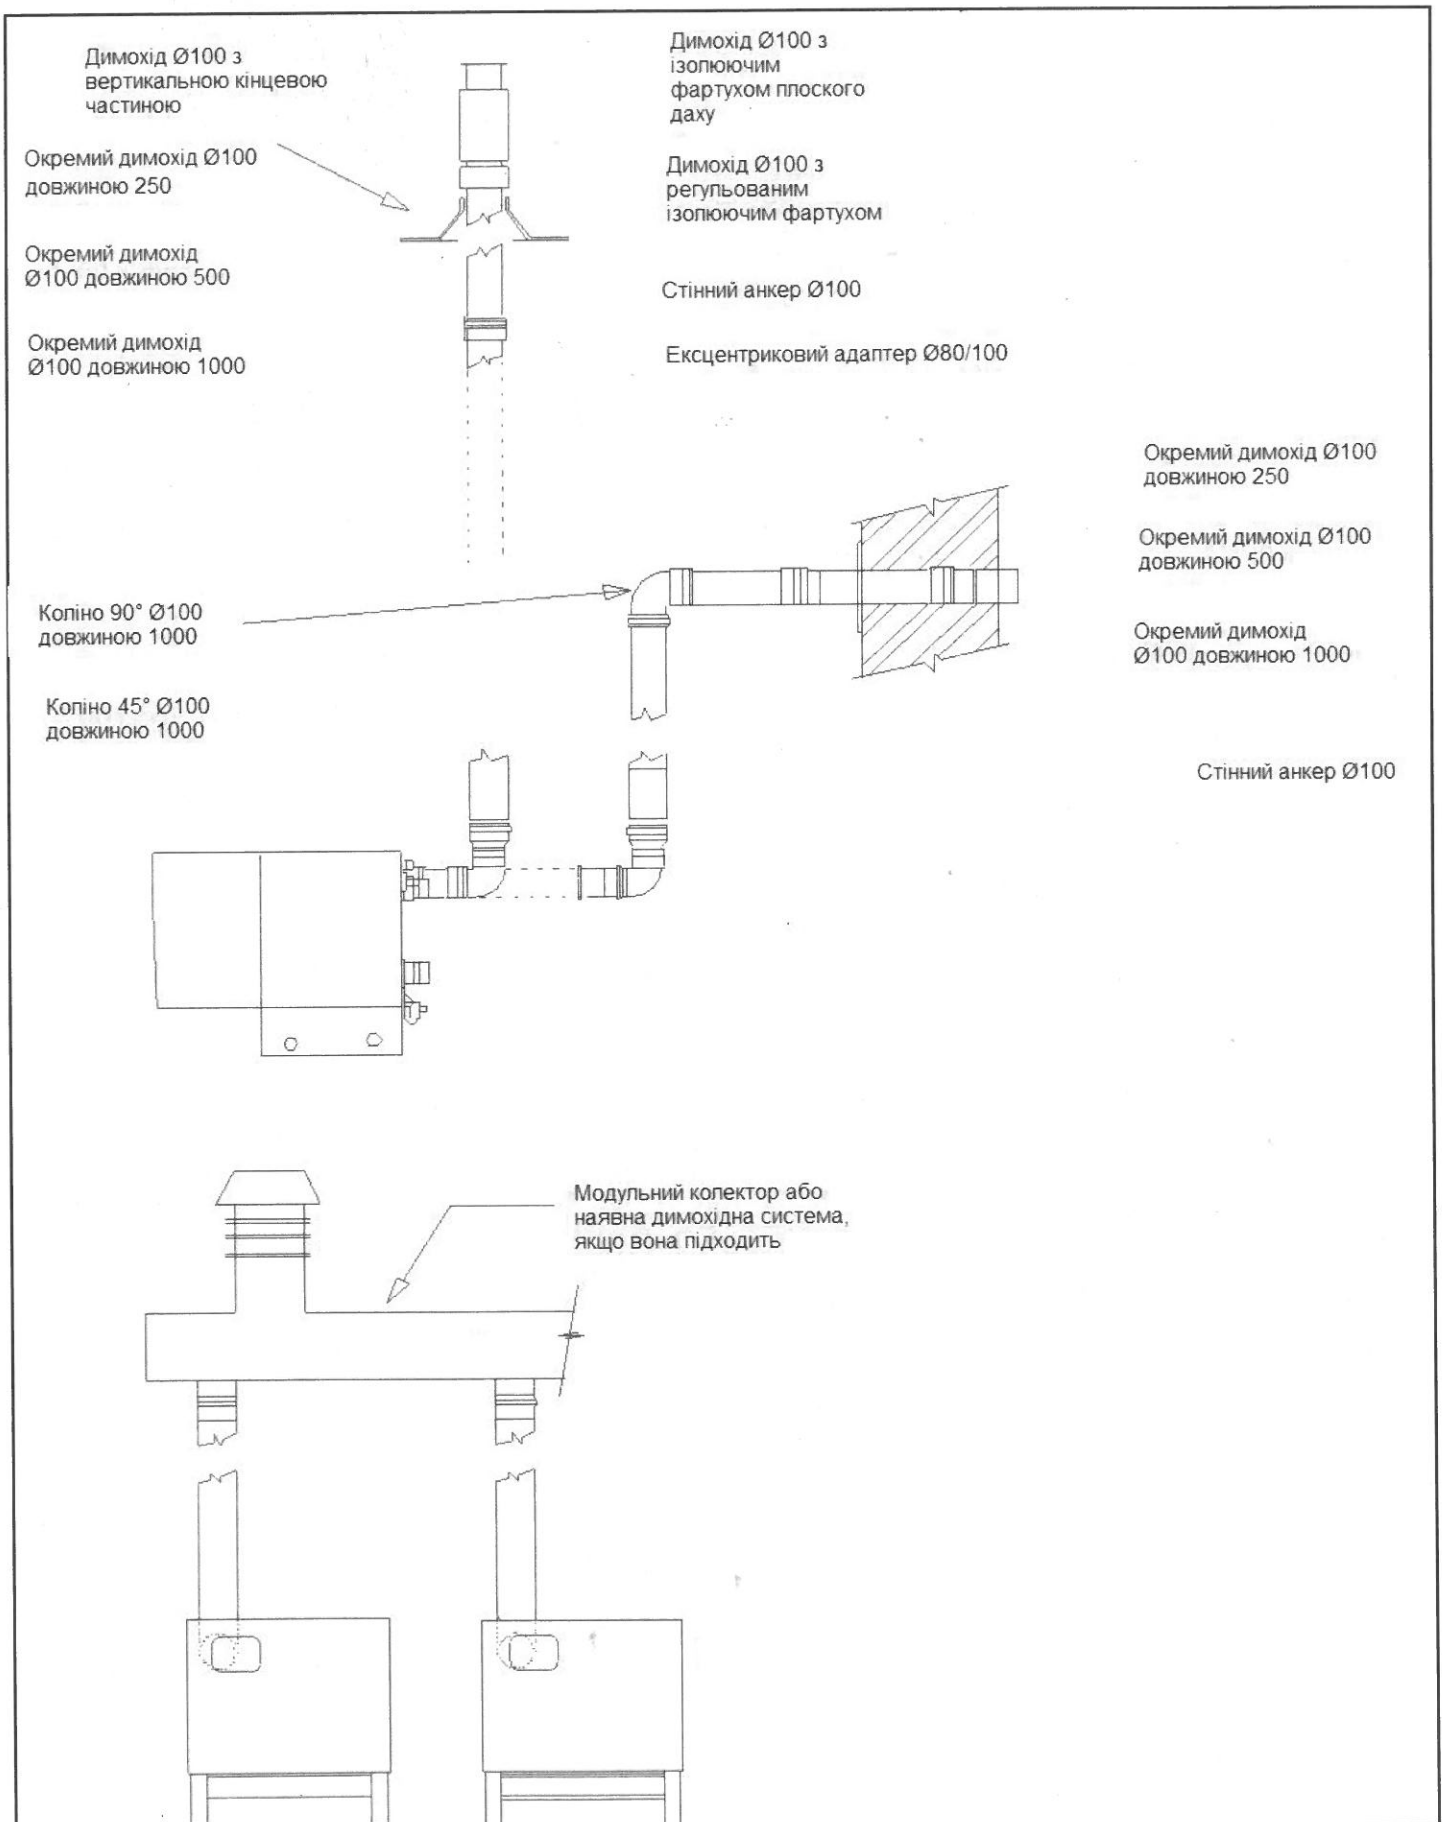 Димохід Ø100 з
вертикальною кінцевою
частиною
Окремий димохід Ø100
довжиною 250
Окремий димохід
Ø100 довжиною 500
Окремий димохід
Ø100 довжиною 1000
Димохід Ø100 з
ізолюючим
фартухом плоского
даху
Димохід Ø100 з
регульованим
ізолюючим фартухом
Стінний анкер Ø100
Ексцентриковий адаптер Ø80/100
Окремий димохід Ø100
довжиною 250
Окремий димохід Ø100
довжиною 500
Окремий димохід
Ø100 довжиною 1000
Стінний анкер Ø100
Коліно 90° Ø100
довжиною 1000
Коліно 45° Ø100
довжиною 1000
Модульний колектор або
наявна димохідна система,
якщо вона підходить